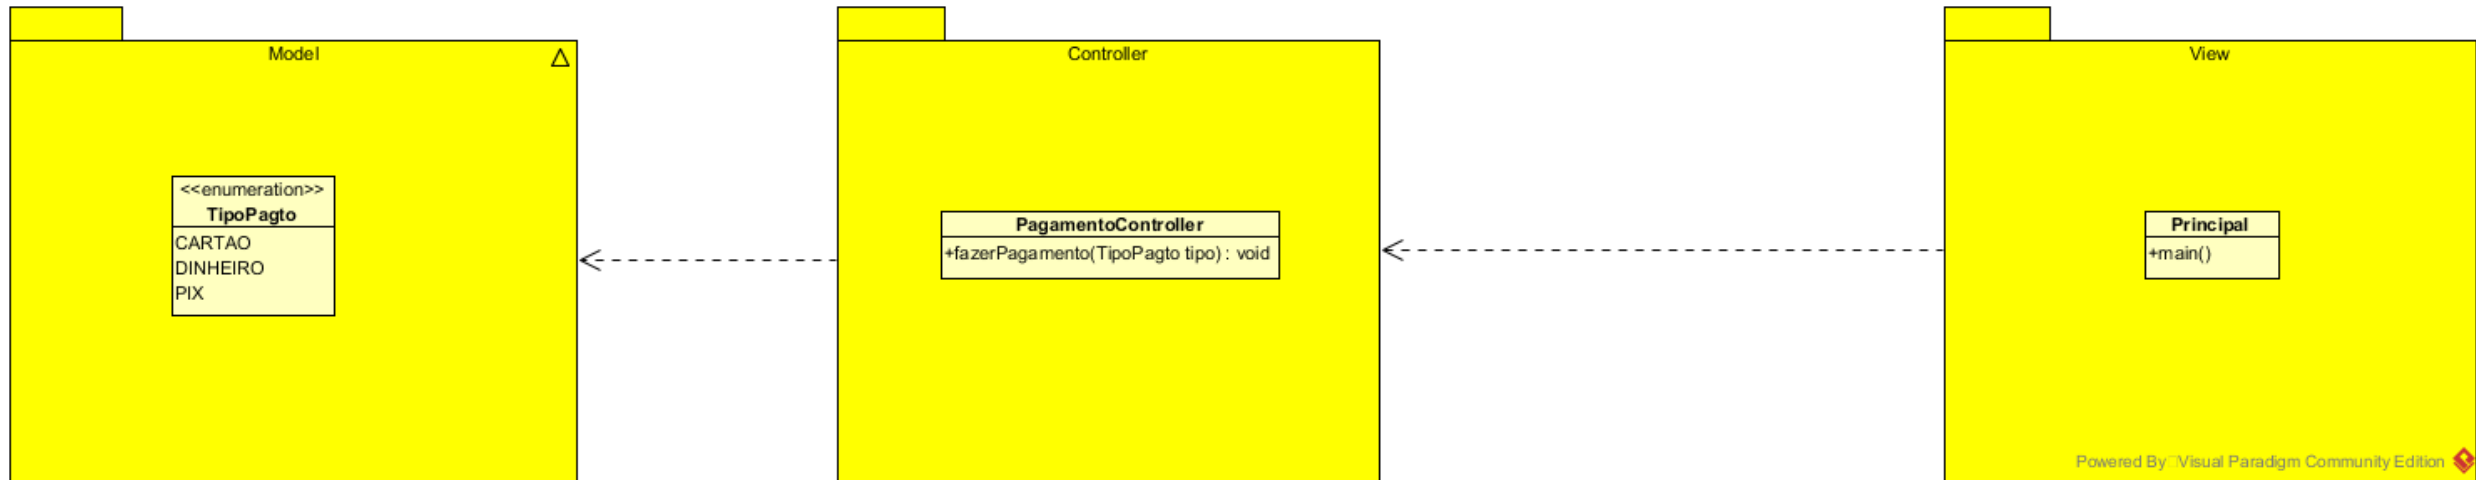 Model
<<enumeration>>
TipoPagto
CARTAO
DINHEIRO
PIX
Controller
PagamentoController
+fazerPagamento(TipoPagto tipo) : void
View
Principal
+main()
Powered By Visual Paradigm Community Edition